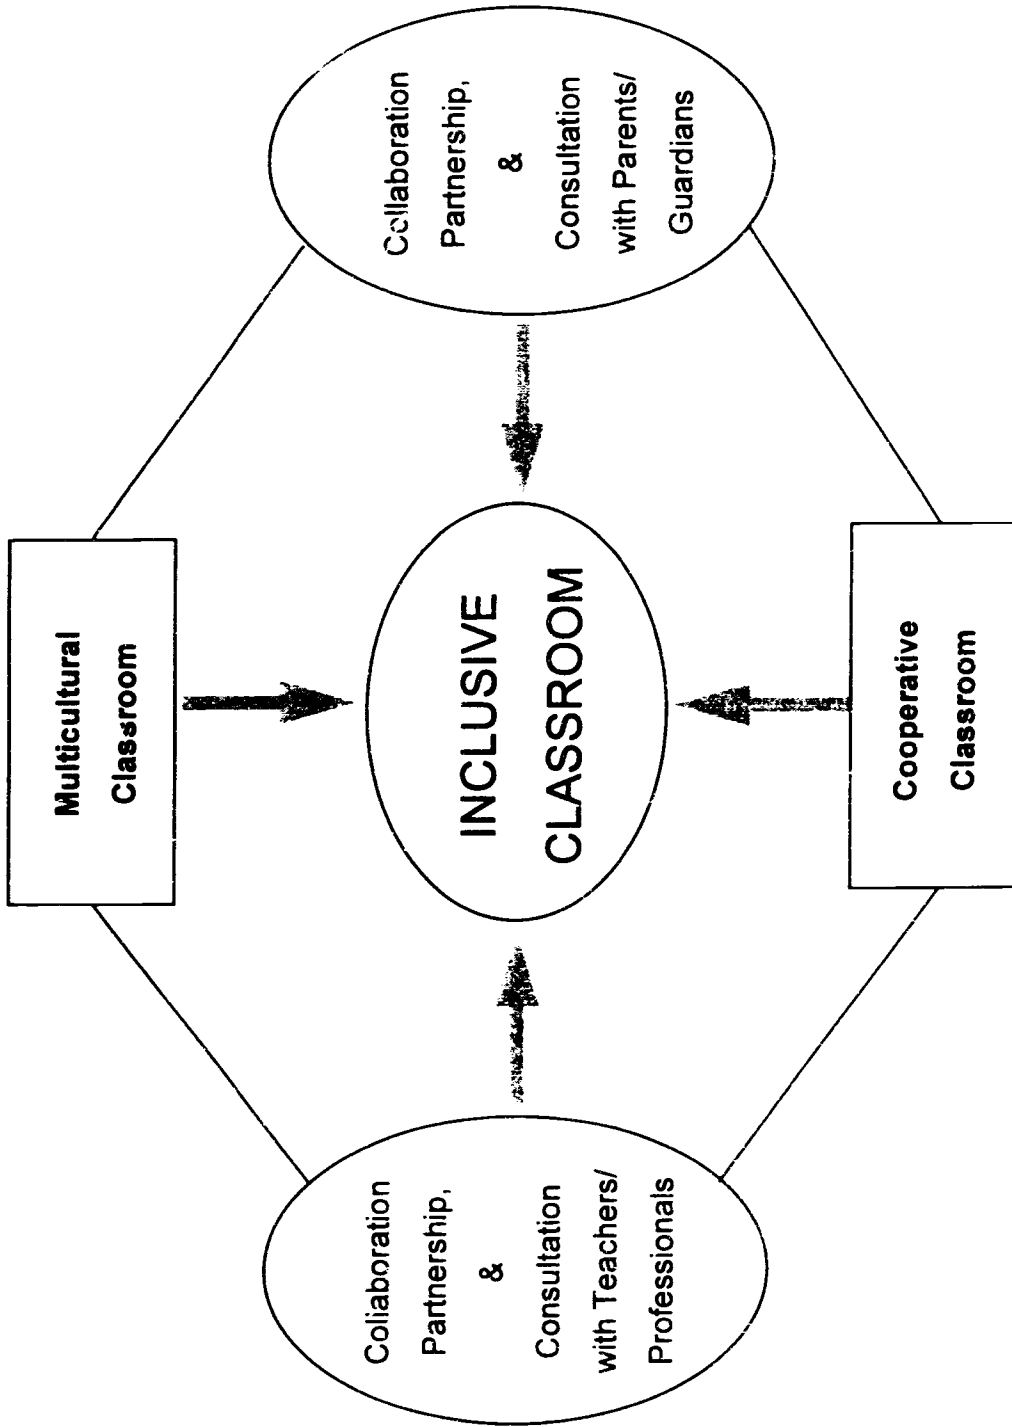 Multicultural
Classroom
Collaboration
Partnership,
&
Consultation
with Teachers/
Professionals
INCLUSIVE
CLASSROOM
Collaboration
Partnership,
&
Consultation
with Parents/
Guardians
Cooperative
Classroom